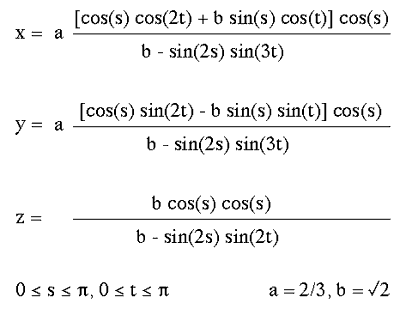 x = a [cos(s) cos(2t) + b sin(s) cos(t)] cos(s)
b - sin(2s) sin(3t)
y = a [cos(s) sin(2t) - b sin(s) sin(t)] cos(s)
b - sin(2s) sin(3t)
z = b cos(s) cos(s)
b - sin(2s) sin(2t)
0 ≤ s ≤ π, 0 ≤ t ≤ π a = 2/3, b = √2